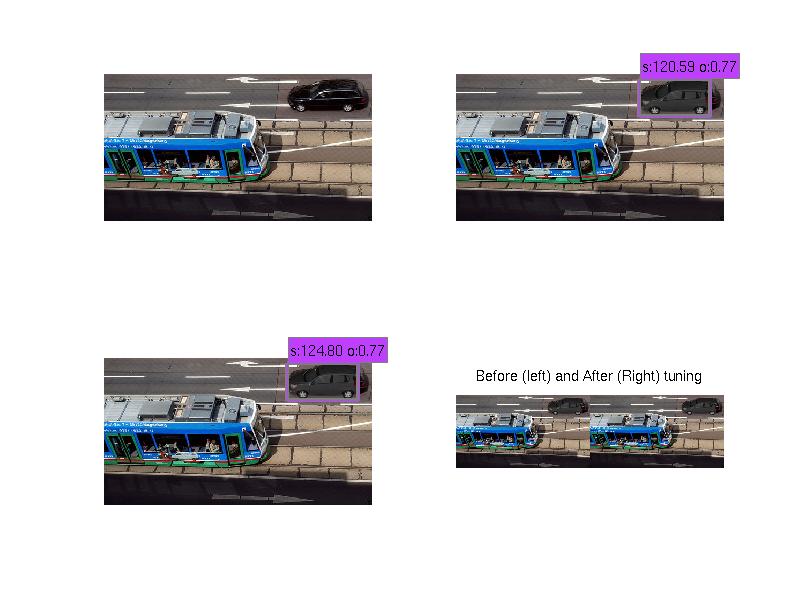 s:120.59 o:0.77
s:124.80 o:0.77
Before (left) and After (Right) tuning